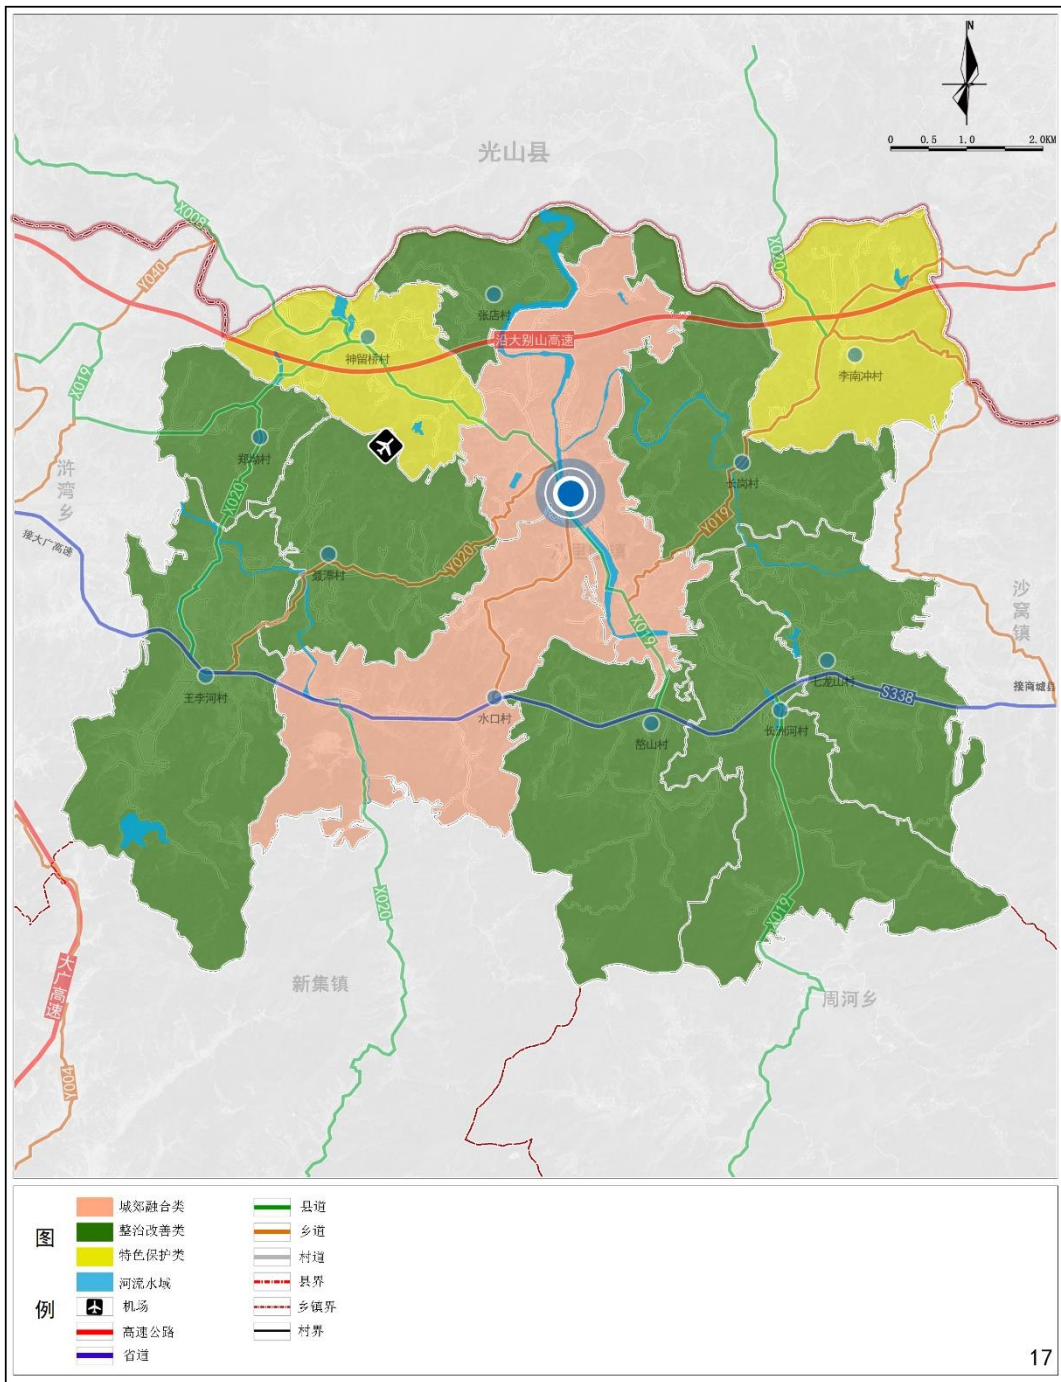 N
0 0.5 1.0 2.0KM
光山县
X008
X020
Y040
张店村
沿大别山高速
神留桥村
李南冲村
X019
郑堂村
浒湾乡
长岗村
X020
Y019
接大广高速
Y020
聂湾村
沙窝镇
X019
王李河村
七龙山村
接商城县
S338
水口村
长洲河村
嵆山村
X020
X019
大广高速
新集镇
周河乡
Y004
图例
城郊融合类
整治改善类
特色保护类
河流水域
机场
高速公路
省道
县道
乡道
村道
县界
乡镇界
村界
17